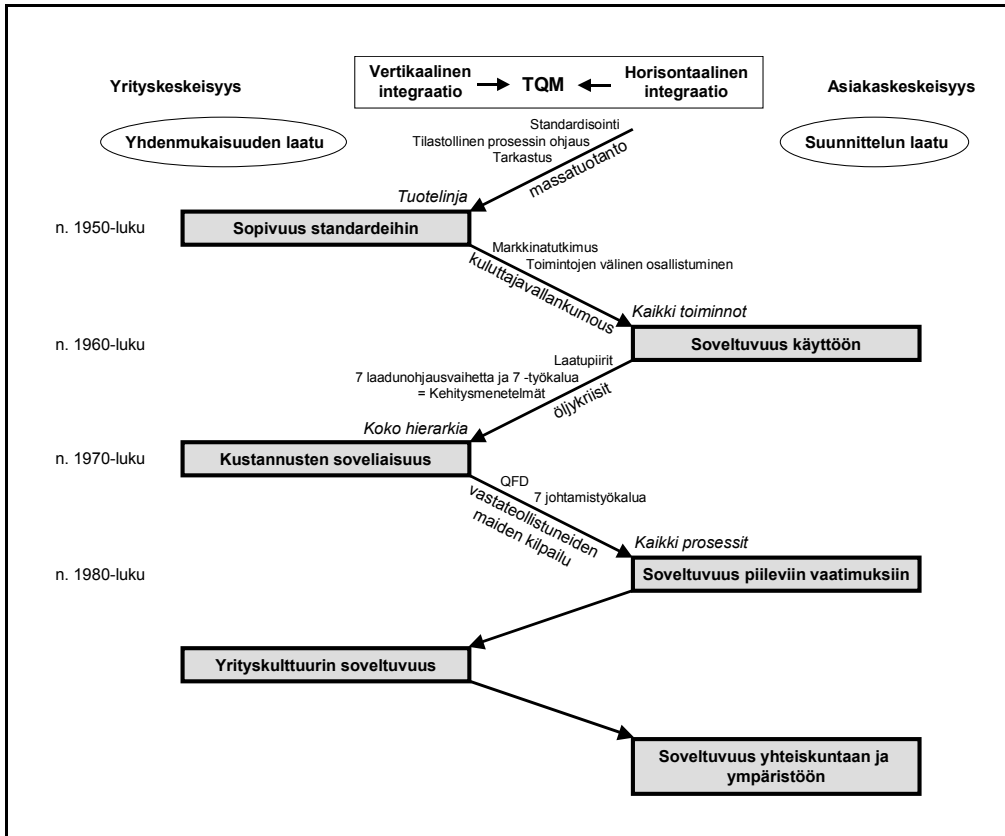 Yrityskeskeisyys
Vertikaalinen
integraatio
TQM
Horisontaalinen
integraatio
Asiakaskeskeisyys
Yhdenmukaisuuden laatu
Suunnittelun laatu
Standardisointi
Tilastollinen prosessin ohjaus
Tarkastus
massatuotanto
Tuotelinja
n. 1950-luku
Sopivuus standardeihin
Markkinatutkimus
Toimintojen välinen osallistuminen
kuluttajavallankumous
Kaikki toiminnot
n. 1960-luku
Soveltuvuus käyttöön
Laatupiirit
7 laadunohjausvaihetta ja 7 -työkalua
= Kehitysmenetelmät
öljykriisit
Koko hierarkia
n. 1970-luku
Kustannusten soveliaisuus
QFD
7 johtamistyökalua
vastateollistuneiden
maiden kilpailu
Kaikki prosessit
n. 1980-luku
Soveltuvuus piileviin vaatimuksiin
Yrityskulttuurin soveltuvuus
Soveltuvuus yhteiskuntaan ja
ympäristöön